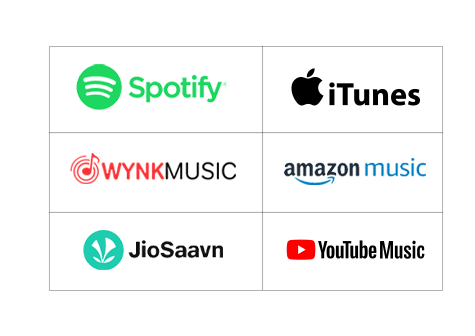 Spotify
iTunes
WYNKMUSIC
amazon music
JioSaavn
YouTube Music